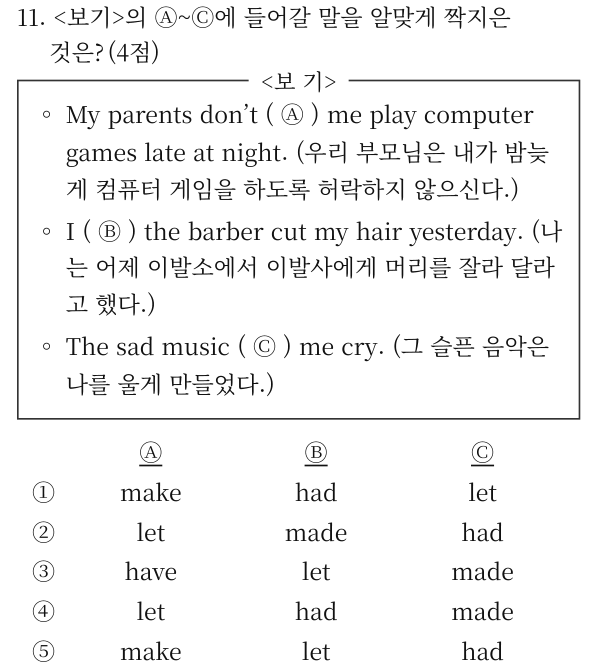 11. <보기>의 Ⓐ~Ⓒ에 들어갈 말을 알맞게 짝지은
것은? (4점)
<보 기>
◦ My parents don't ( Ⓐ ) me play computer
games late at night. (우리 부모님은 내가 밤늦
게 컴퓨터 게임을 하도록 허락하지 않으신다.)
◦ I ( Ⓑ ) the barber cut my hair yesterday. (나
는 어제 이발소에서 이발사에게 머리를 잘라 달라
고 했다.)
◦ The sad music ( Ⓒ ) me cry. (그 슬픈 음악은
나를 울게 만들었다.)
Ⓐ Ⓑ Ⓒ
① make had let
② let made had
③ have let made
④ let had made
⑤ make let had